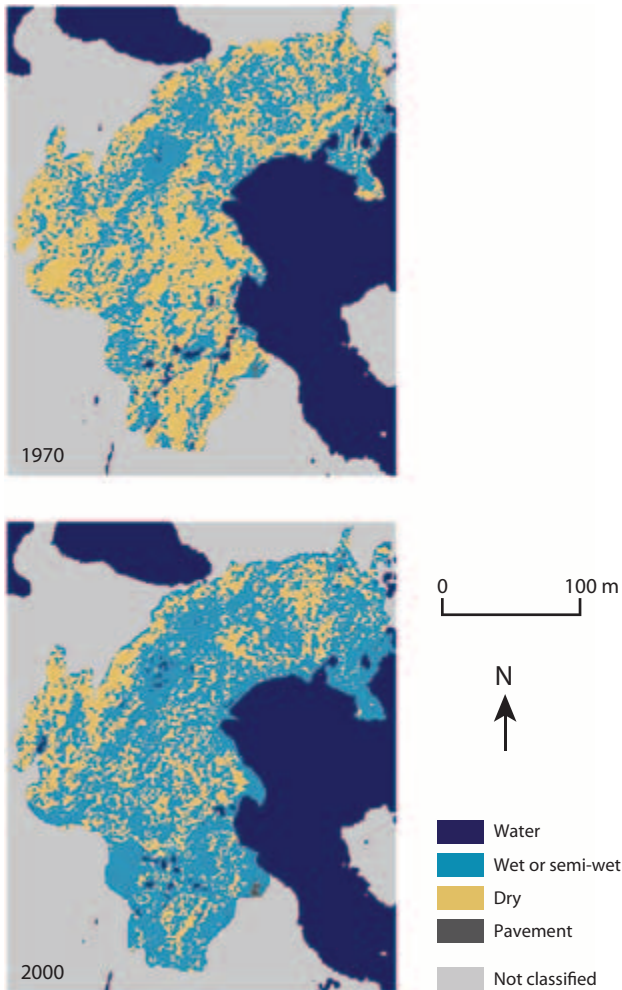 1970
0 100 m
N
Water
Wet or semi-wet
Dry
Pavement
2000
Not classified